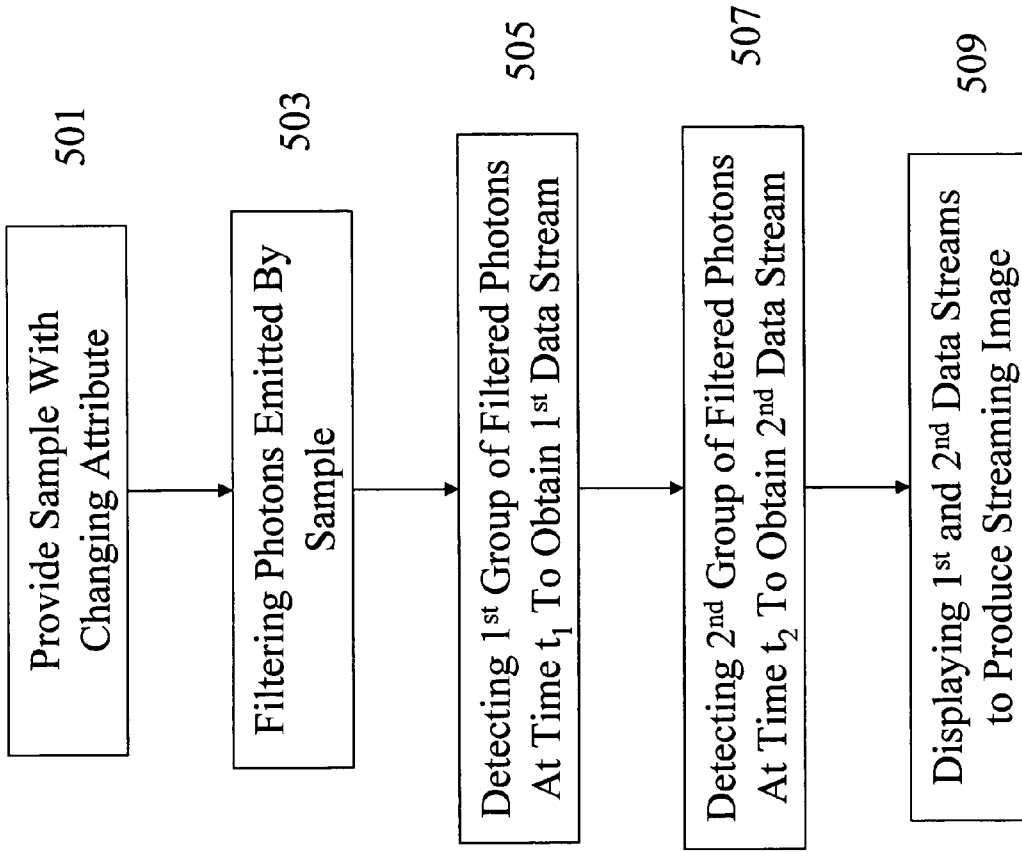 Provide Sample With
Changing Attribute
501
Filtering Photons Emitted By
Sample
503
Detecting 1st Group of Filtered Photons
At Time t1 To Obtain 1st Data Stream
505
Detecting 2nd Group of Filtered Photons
At Time t2 To Obtain 2nd Data Stream
507
Displaying 1st and 2nd Data Streams
to Produce Streaming Image
509